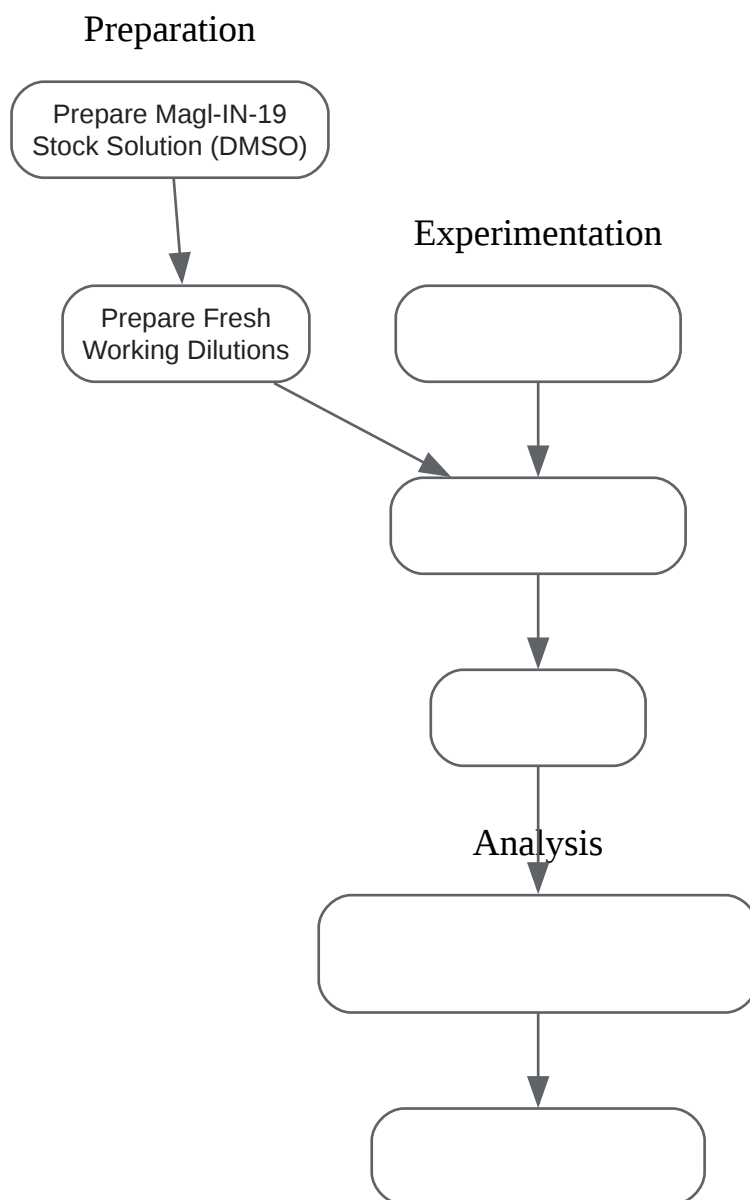 Preparation
Prepare Magl-IN-19
Stock Solution (DMSO)
Experimentation
Prepare Fresh
Working Dilutions
Analysis